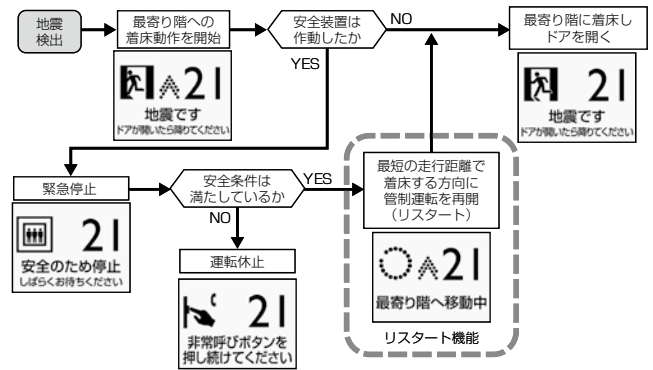 地震
検出
最寄り階への
着床動作を開始
安全装置は
作動したか
NO
最寄り階に着床し
ドアを開く
YES
21
地震です
ドアが開いたら降りてください
21
地震です
ドアが開いたら降りてください
緊急停止
安全条件は
満たしているか
YES
最短の走行距離で
着床する方向に
管制運転を再開
（リスタート）
NO
21
安全のため停止
しばらくお待ちください
運転休止
21
非常呼びボタンを
押し続けてください
21
最寄り階へ移動中
リスタート機能